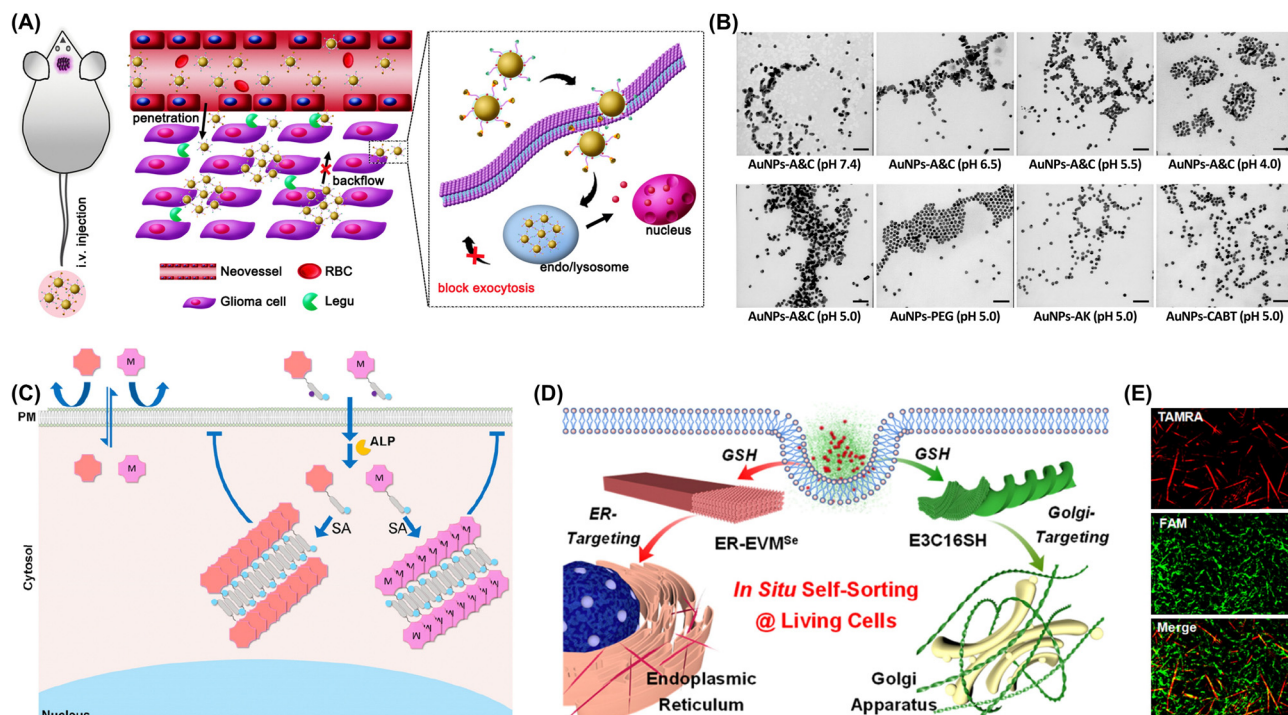 (A)
penetration
backflow
i.v. injection
Neovessel
RBC
Glioma cell
Legu
nucleus
endo/lysosome
block exocytosis
(B)
AuNPs-A&C (pH 7.4)
AuNPs-A&C (pH 6.5)
AuNPs-A&C (pH 5.5)
AuNPs-A&C (pH 4.0)
AuNPs-A&C (pH 5.0)
AuNPs-PEG (pH 5.0)
AuNPs-AK (pH 5.0)
AuNPs-CABT (pH 5.0)
(C)
M
M
PM
ALP
M
M
SA
SA
M M M M M M M
M M M M M M M
Cytosol
Nucleus
(D)
GSH
GSH
ER-
Targeting
ER-EVMSe
E3C16SH
Golgi-
Targeting
In Situ Self-Sorting
@ Living Cells
Endoplasmic
Reticulum
Golgi
Apparatus
(E)
TAMRA
FAM
Merge